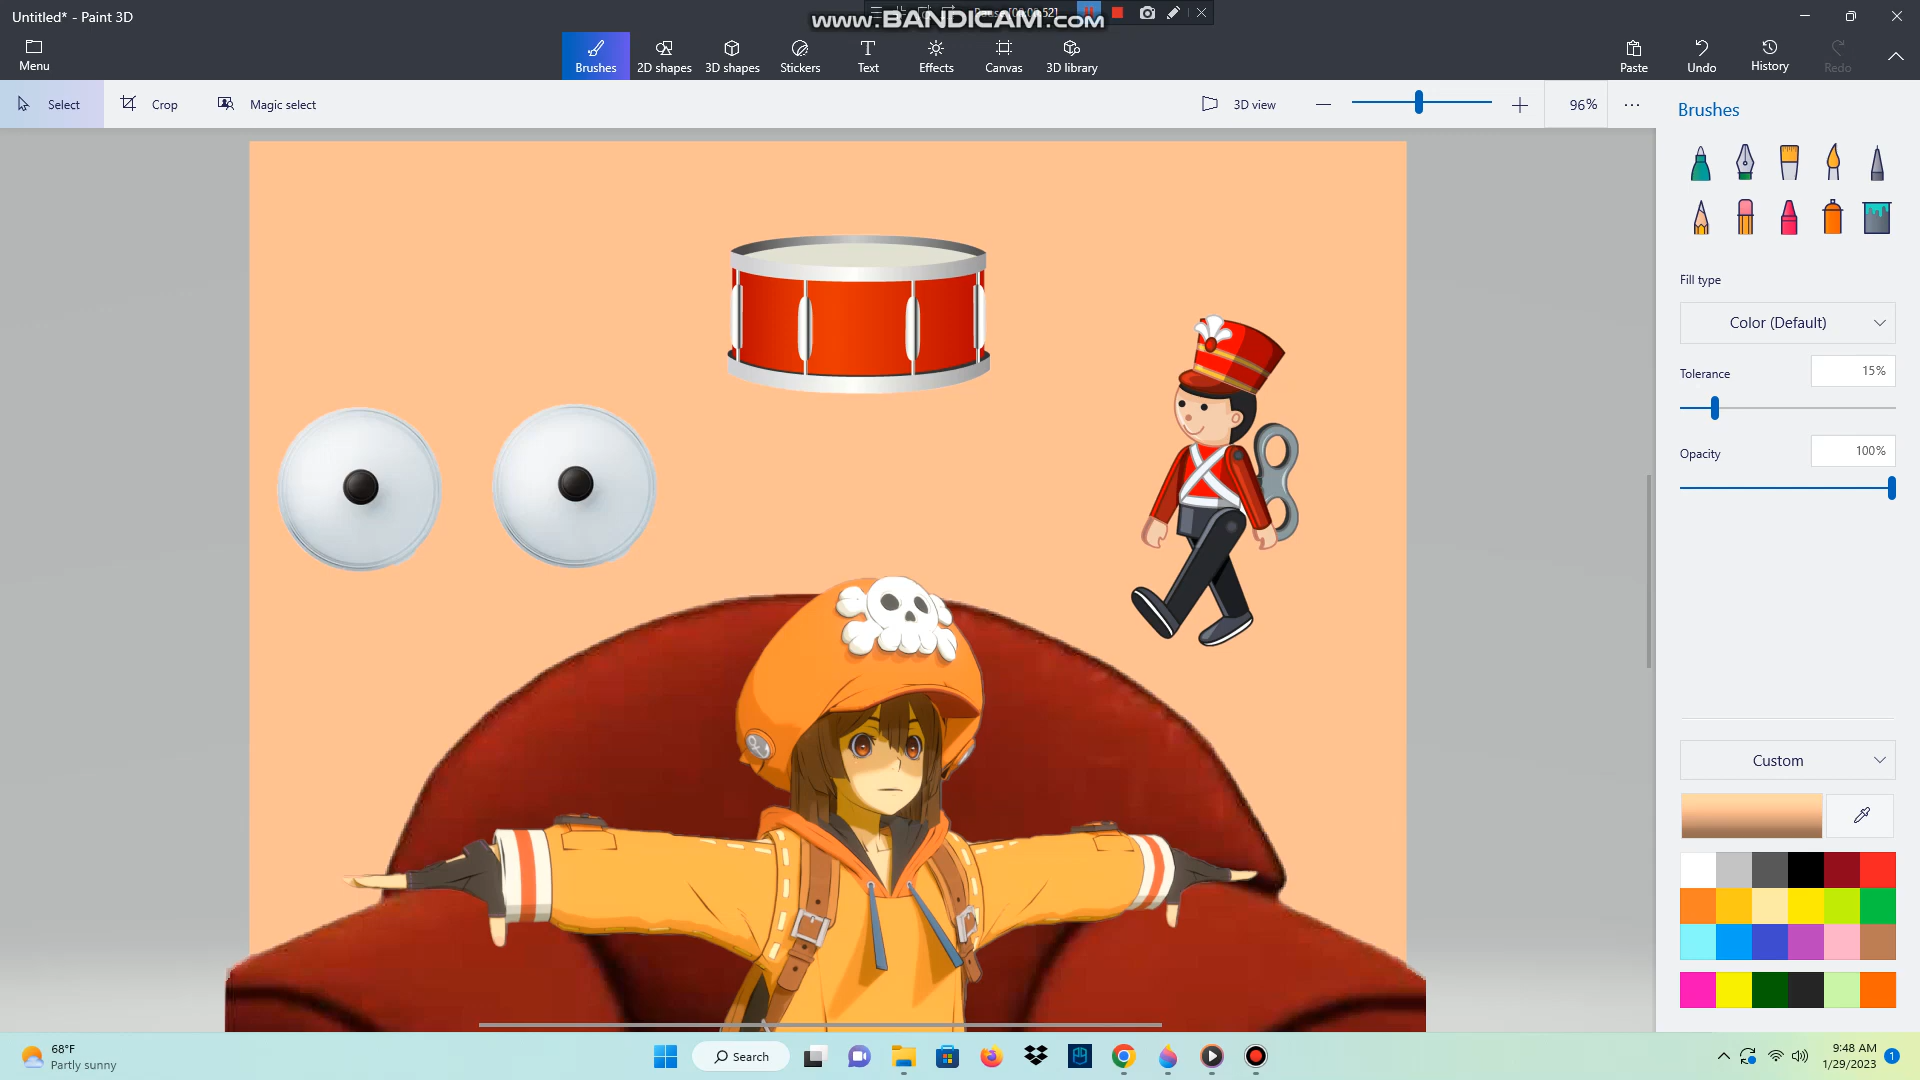 Untitled* - Paint 3D
www.BANDICAM.com
Menu
Brushes
2D shapes
3D shapes
Stickers
Text
Effects
Canvas
3D library
Paste
Undo
History
Redo
Select
Crop
Magic select
3D view
96%
Brushes
Fill type
Color (Default)
Tolerance
15%
Opacity
100%
Custom
68°F
Partly sunny
Search
9:48 AM
1/29/2023
1